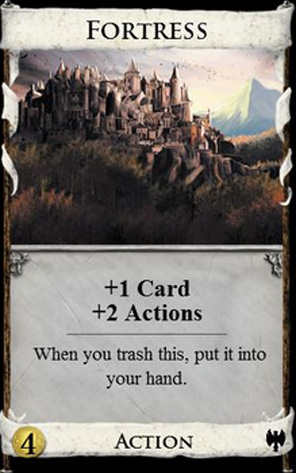 FORTRESS
+1 Card
+2 Actions
When you trash this, put it into
your hand.
4
ACTION